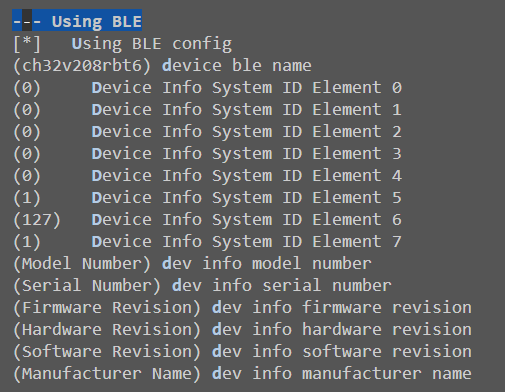 --- Using BLE
[*]   Using BLE config
(ch32v208rbt6) device ble name
(0)     Device Info System ID Element 0
(0)     Device Info System ID Element 1
(0)     Device Info System ID Element 2
(0)     Device Info System ID Element 3
(0)     Device Info System ID Element 4
(1)     Device Info System ID Element 5
(127)   Device Info System ID Element 6
(1)     Device Info System ID Element 7
(Model Number) dev info model number
(Serial Number) dev info serial number
(Firmware Revision) dev info firmware revision
(Hardware Revision) dev info hardware revision
(Software Revision) dev info software revision
(Manufacturer Name) dev info manufacturer name